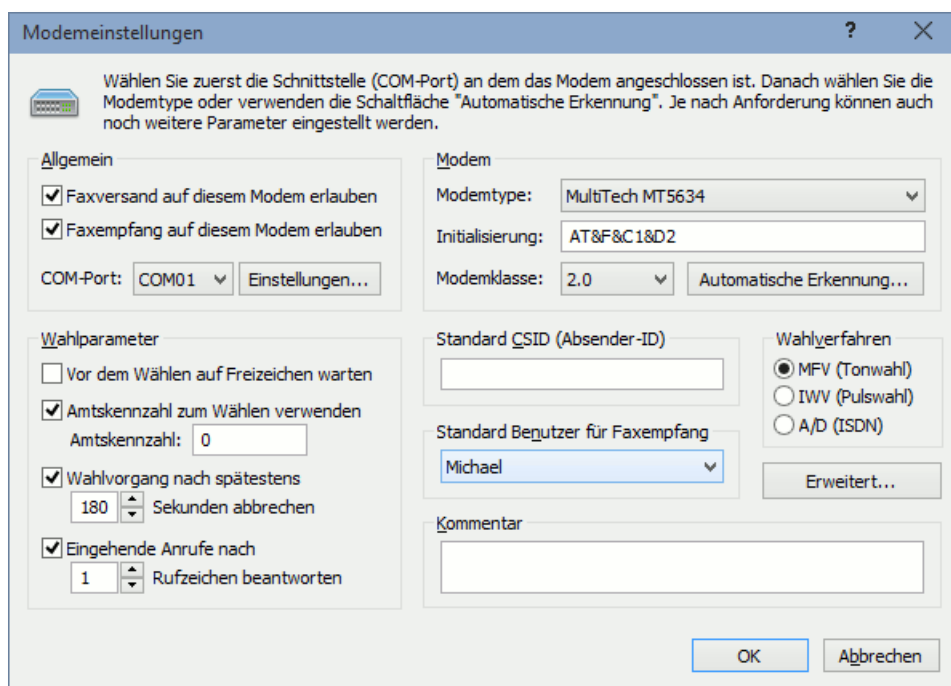 Modemeinstellungen
?
Wählen Sie zuerst die Schnittstelle (COM-Port) an dem das Modem angeschlossen ist. Danach wählen Sie die
Modemtype oder verwenden die Schaltfläche "Automatische Erkennung". Je nach Anforderung können auch
noch weitere Parameter eingestellt werden.
Allgemein
Faxversand auf diesem Modem erlauben
Faxempfang auf diesem Modem erlauben
COM-Port: COM01 Einstellungen...
Modem
Modemtype: MultiTech MT5634
Initialisierung: AT&F&C1&D2
Modemklasse: 2.0 Automatische Erkennung...
Wahlparameter
Vor dem Wählen auf Freizeichen warten
Amtskennzahl zum Wählen verwenden
Amtskennzahl: 0
Wahlvorgang nach spätestens
180 Sekunden abbrechen
Eingehende Anrufe nach
1 Rufzeichen beantworten
Standard CSID (Absender-ID)
Standard Benutzer für Faxempfang
Michael
Wahlverfahren
MFV (Tonwahl)
IWV (Pulswahl)
A/D (ISDN)
Erweitert...
Kommentar
OK Abbrechen